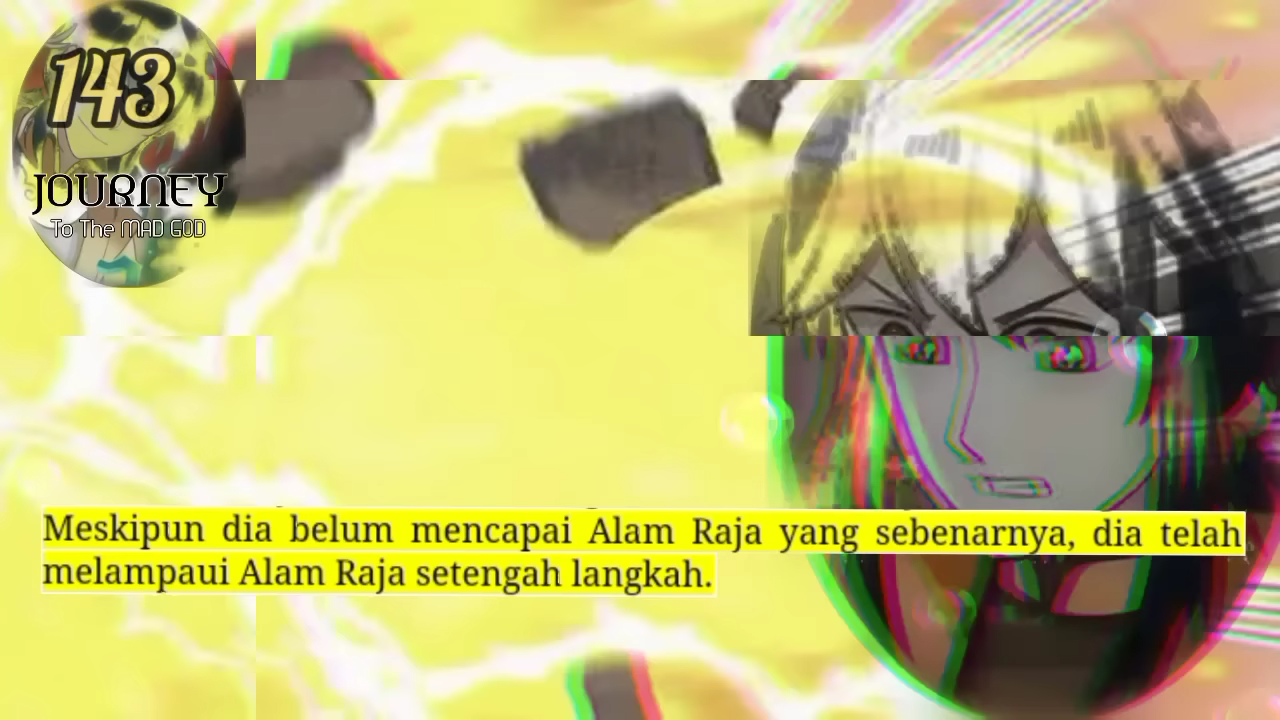 143
JOURNEY
To The MAD GOD
Meskipun dia belum mencapai Alam Raja yang sebenarnya, dia telah
melampaui Alam Raja setengah langkah.